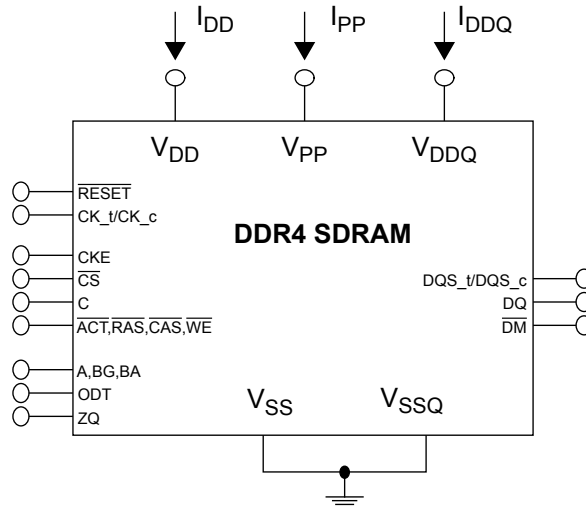 IDD IPP IDDQ
VDD VPP VDDQ
RESET
CK_t/CK_c
DDR4 SDRAM
CKE
CS
C
ACT,RAS,CAS,WE
DQS_t/DQS_c
DQ
DM
A,BG,BA
ODT
ZQ
VSS VSSQ